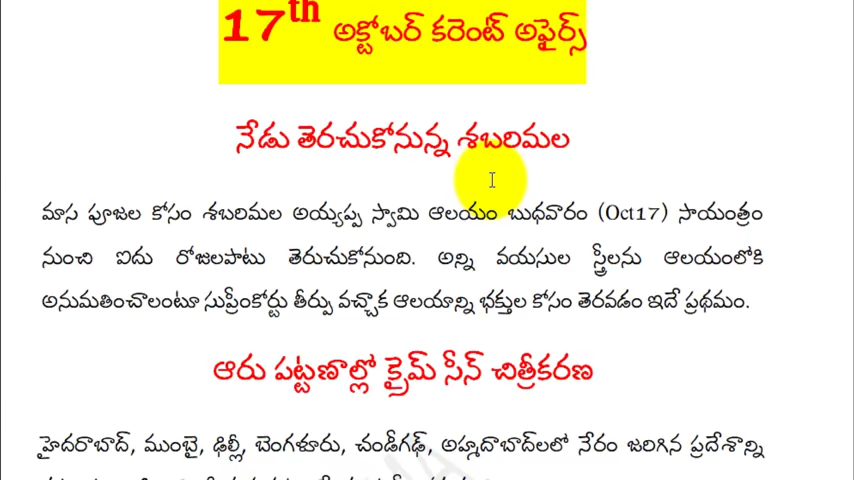 17th అక్టోబర్ కరెంట్ అఫైర్స్
నేడు తెరచుకోనున్న శబరిమల
మాస పూజల కోసం శబరిమల అయ్యప్ప స్వామి ఆలయం బుధవారం (Oct17) సాయంత్రం
నుంచి ఐదు రోజులపాటు తెరుచుకోనుంది. అన్ని వయసుల స్త్రీలను ఆలయంలోకి
అనుమతించాలంటూ సుప్రీంకోర్టు తీర్పు వచ్చాక ఆలయాన్ని భక్తుల కోసం తెరవడం ఇదే ప్రథమం.
ఆరు పట్టణాల్లో క్రైమ్ సీన్ చిత్రీకరణ
హైదరాబాద్, ముంబై, ఢిల్లీ, బెంగళూరు, చండీగఢ్, అహ్మదాబాద్‌లలో నేరం జరిగిన ప్రదేశాన్ని